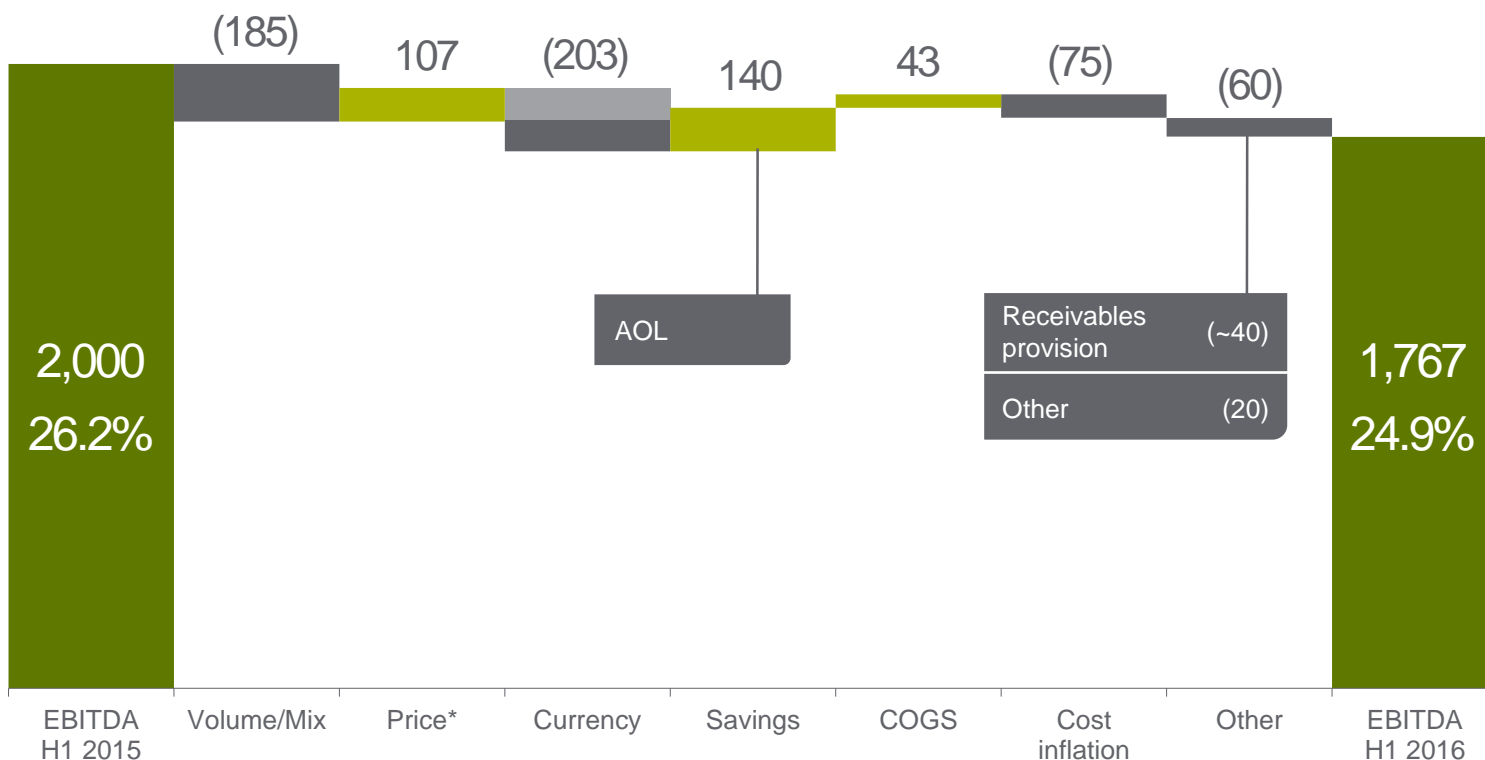 (185)
107
(203)
140
43
(75)
(60)
2,000
26.2%
AOL
Receivables
provision
(~40)
Other
(20)
1,767
24.9%
EBITDA
H1 2015
Volume/Mix
Price*
Currency
Savings
COGS
Cost
inflation
Other
EBITDA
H1 2016